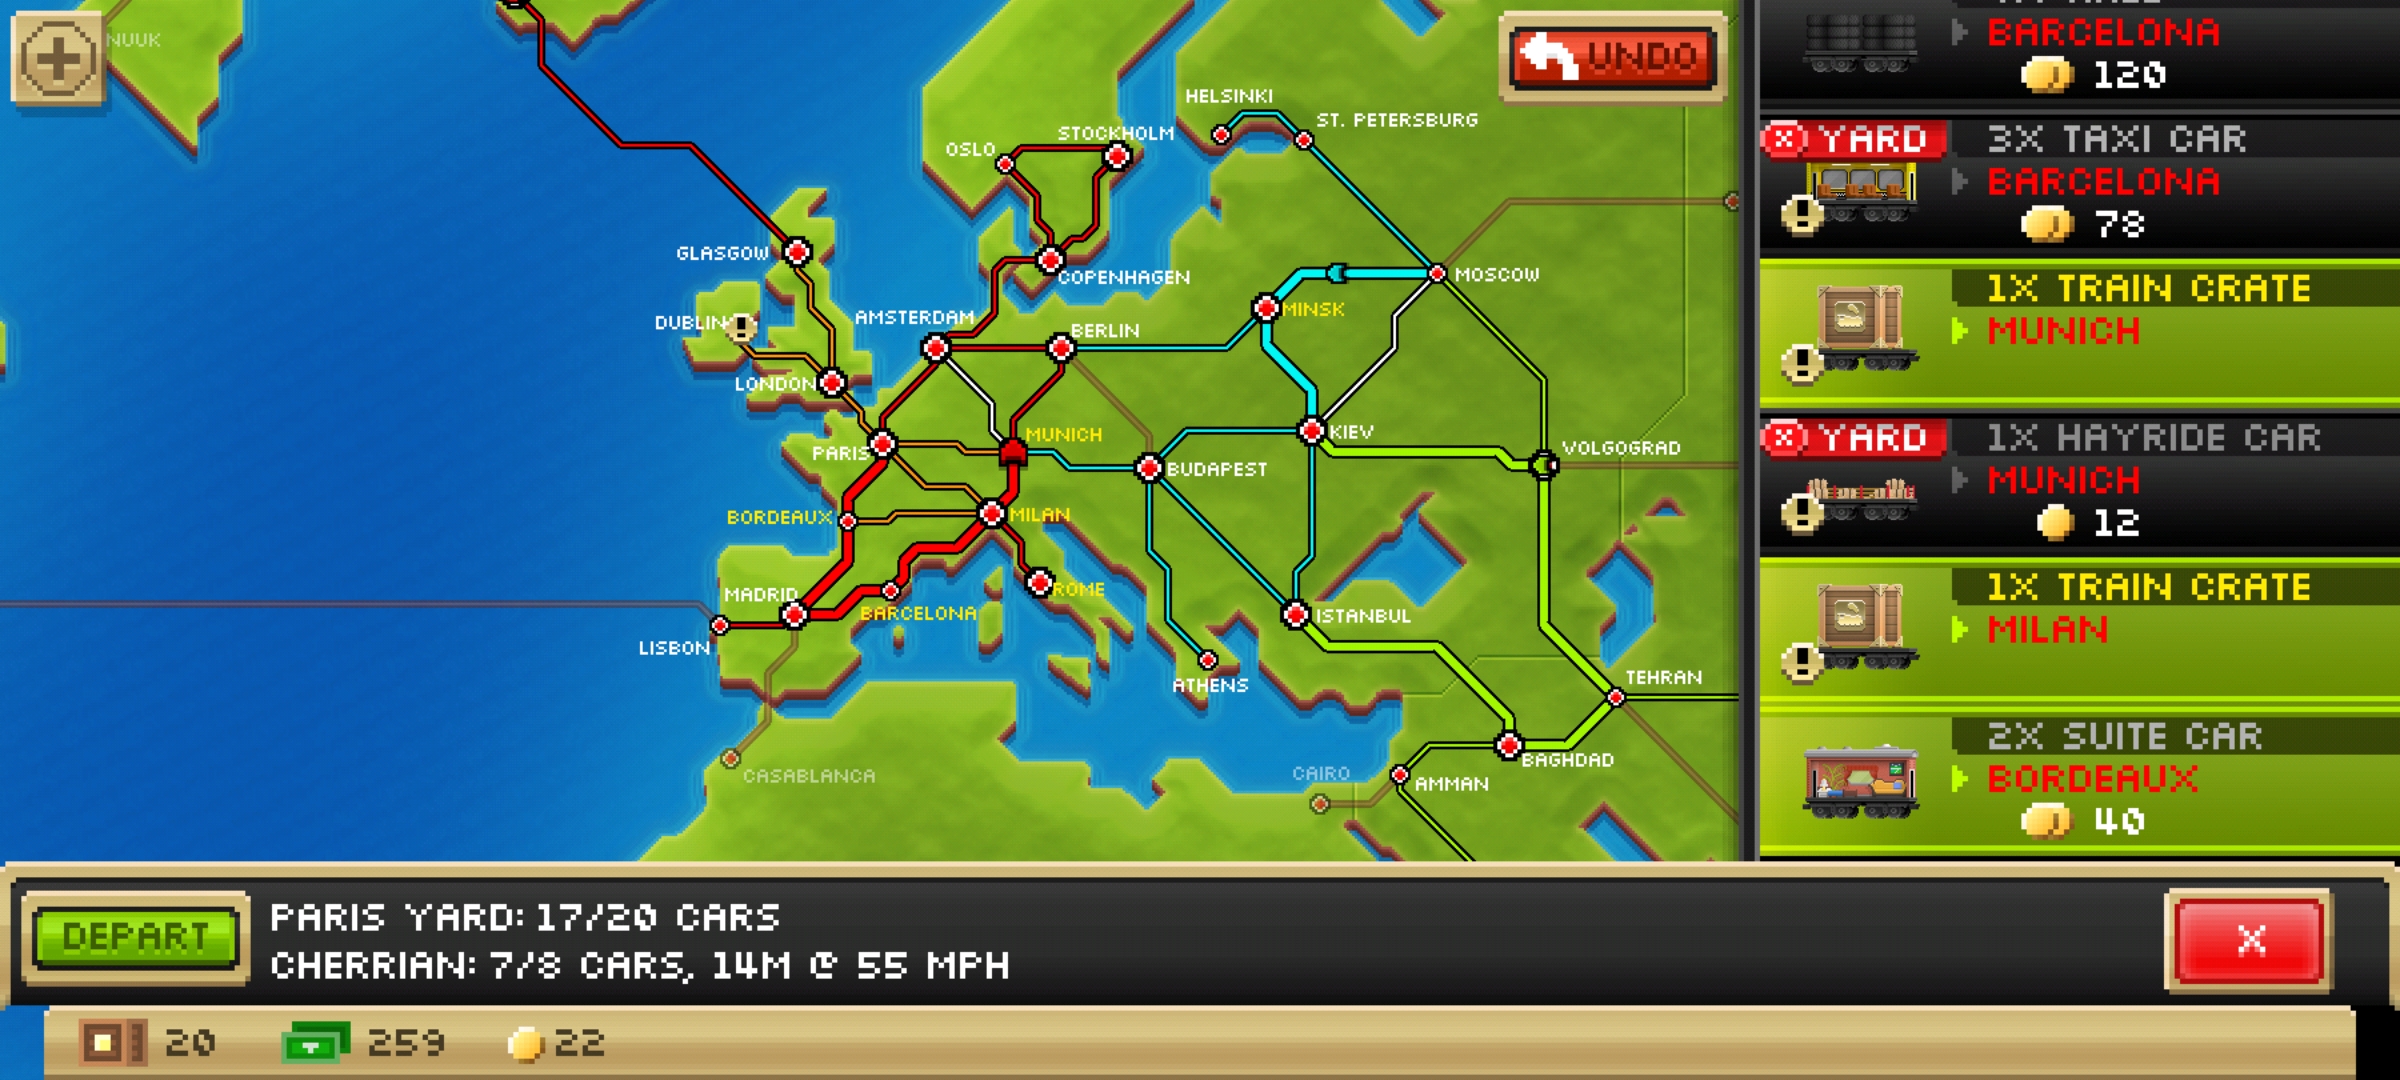 NUUK
UNDO
HELSINKI
ST. PETERSBURG
STOCKHOLM
OSLO
GLASGOW
COPENHAGEN
MOSCOW
MINSK
AMSTERDAM
DUBLIN
BERLIN
LONDON
KIEV
MUNICH
VOLGOGRAD
PARIS
BUDAPEST
BORDEAUX
MILAN
MADRID
ROME
BARCELONA
ISTANBUL
LISBON
ATHENS
TEHRAN
BAGHDAD
CASABLANCA
CAIRO
AMMAN
BARCELONA
120
YARD
3X TAXI CAR
BARCELONA
78
1X TRAIN CRATE
MUNICH
YARD
1X HAYRIDE CAR
MUNICH
12
1X TRAIN CRATE
MILAN
2X SUITE CAR
BORDEAUX
40
DEPART
PARIS YARD: 17/20 CARS
CHERRIAN: 7/8 CARS, 14M @ 55 MPH
X
20
259
22